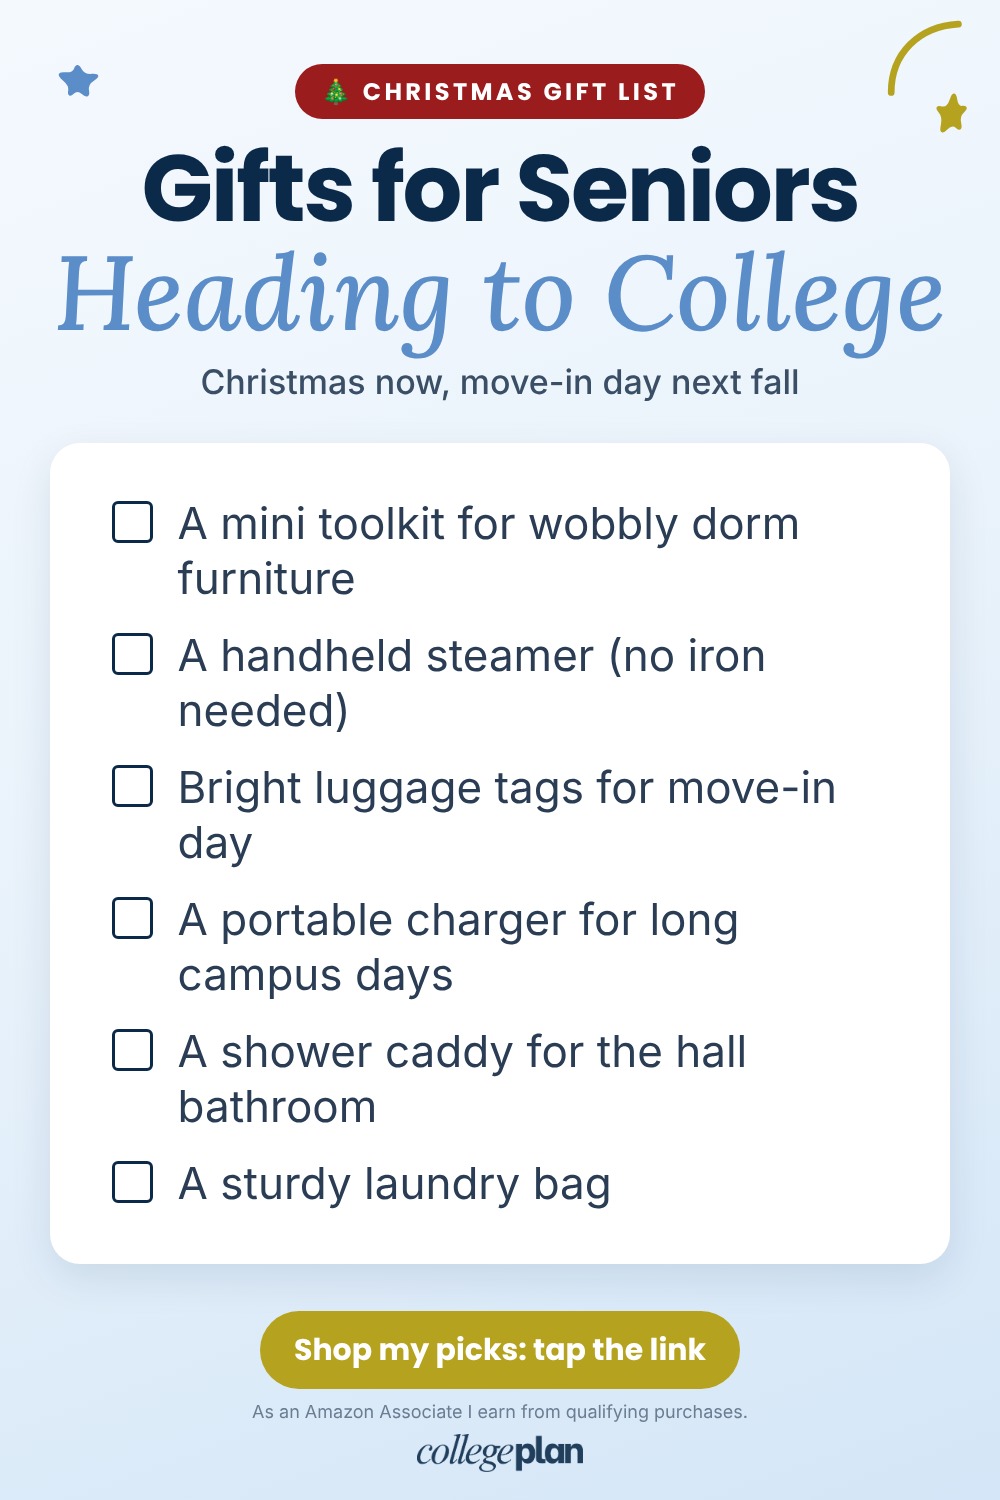 🎄 CHRISTMAS GIFT LIST
Gifts for Seniors
Heading to College
Christmas now, move-in day next fall
A mini toolkit for wobbly dorm
furniture
A handheld steamer (no iron
needed)
Bright luggage tags for move-in
day
A portable charger for long
campus days
A shower caddy for the hall
bathroom
A sturdy laundry bag
Shop my picks: tap the link
As an Amazon Associate I earn from qualifying purchases.
collegeplan